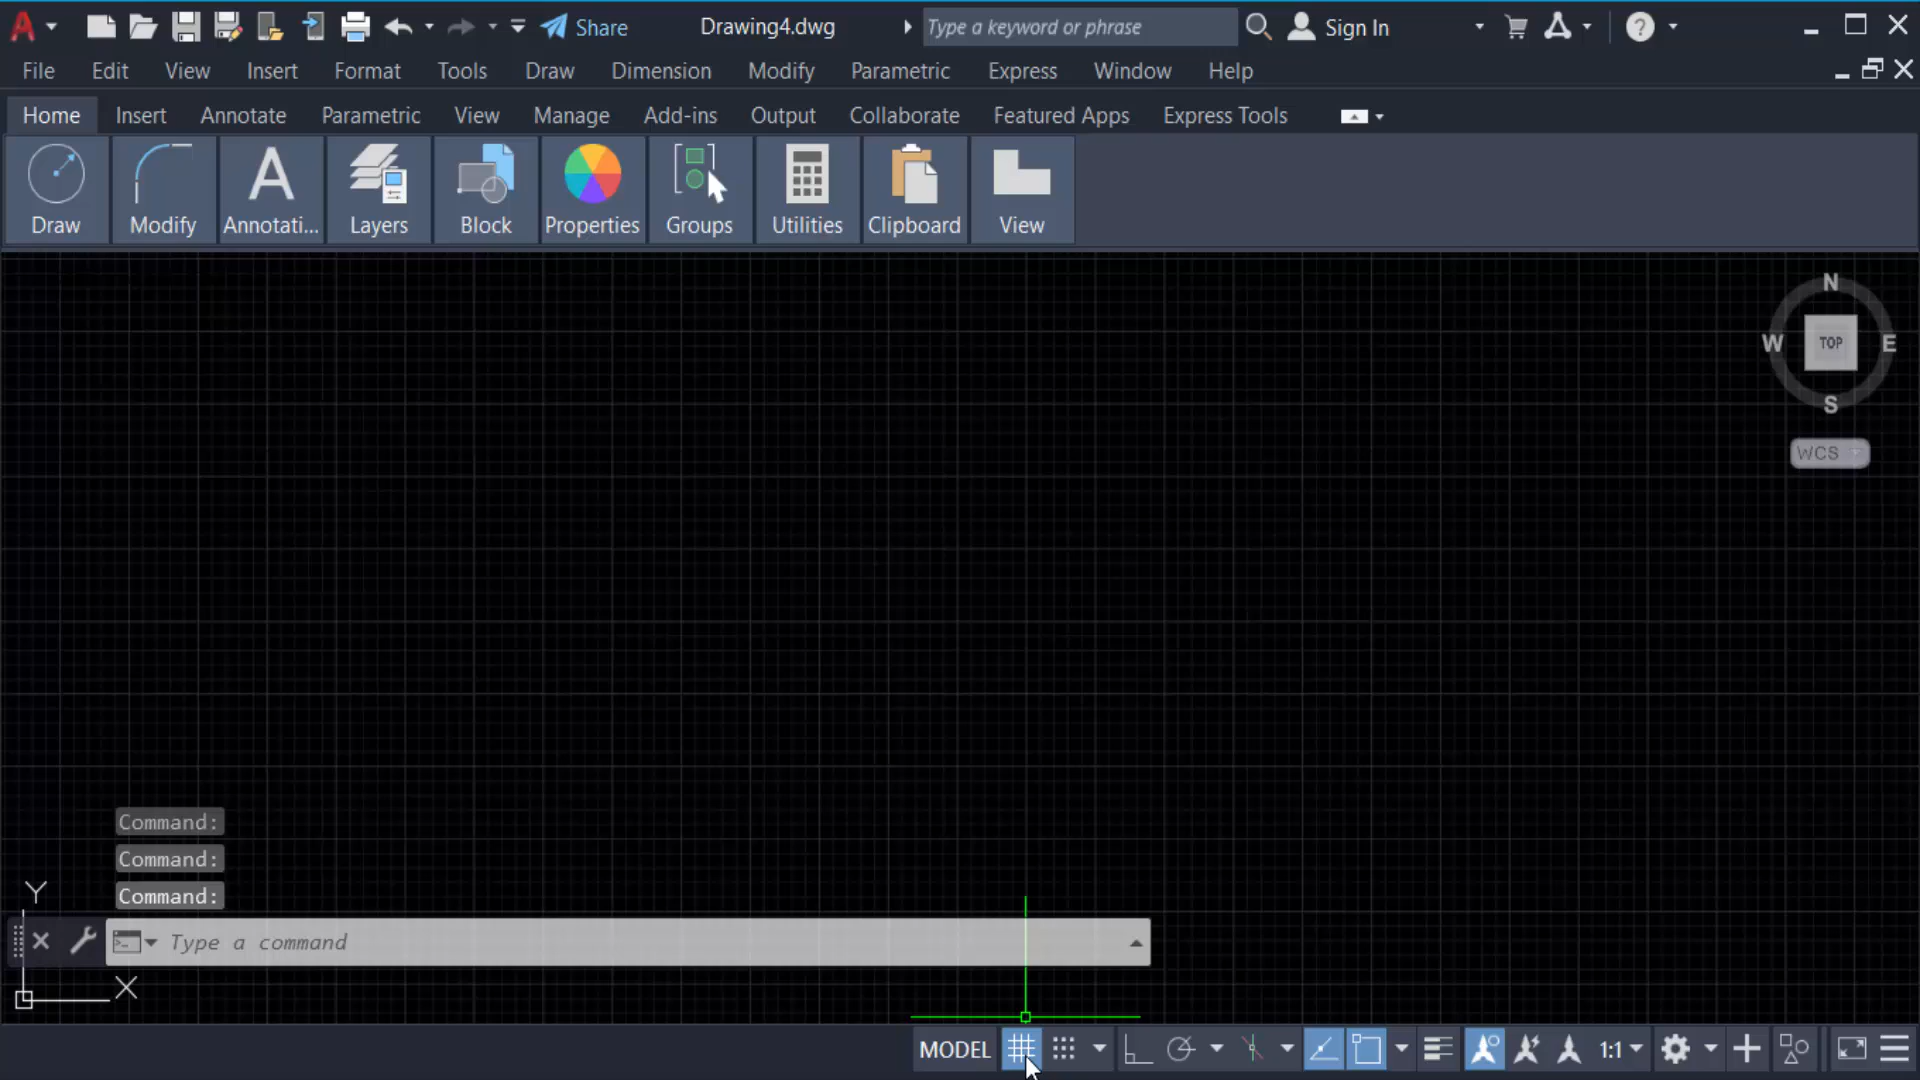 Share Drawing4.dwg Type a keyword or phrase Sign In
File Edit View Insert Format Tools Draw Dimension Modify Parametric Express Window Help
Home Insert Annotate Parametric View Manage Add-ins Output Collaborate Featured Apps Express Tools
Draw Modify Annotati... Layers Block Properties Groups Utilities Clipboard View
N
W TOP E
S
WCS
Command:
Command:
Command:
Y
Type a command
X
MODEL 1:1